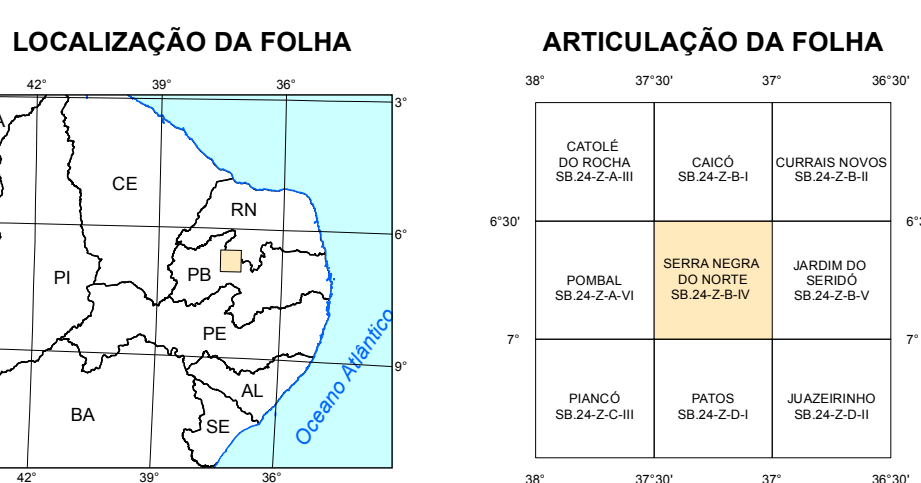 LOCALIZAÇÃO DA FOLHA
42°
39°
36°
3°
CE
RN
6°
PI
PB
PE
9°
AL
BA
SE
Oceano Atlântico
42°
39°
36°
ARTICULAÇÃO DA FOLHA
38°
37°30'
37°
36°30'
CATOLÉ
DO ROCHA
SB.24-Z-A-III
CAICÓ
SB.24-Z-B-I
CURRAIS NOVOS
SB.24-Z-B-II
6°30'
POMBAL
SB.24-Z-A-VI
SERRA NEGRA
DO NORTE
SB.24-Z-B-IV
JARDIM DO
SERIDÓ
SB.24-Z-B-V
7°
7°
PIANCÓ
SB.24-Z-C-III
PATOS
SB.24-Z-D-I
JUAZEIRINHO
SB.24-Z-D-II
38°
37°30'
37°
36°30'